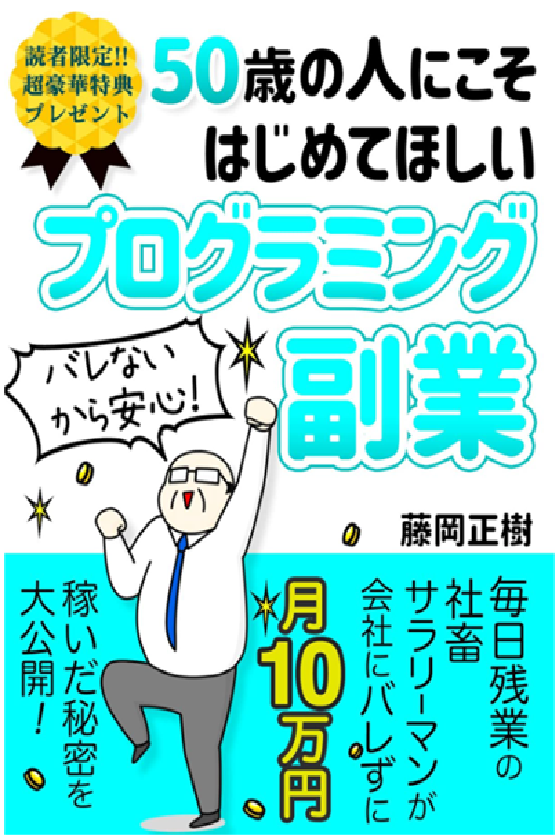 読者限定!!
超豪華特典
プレゼント
50歳の人にこそ
はじめてほしい
プログラミング
副業
バレない
から安心!
藤岡正樹
毎日残業の
社畜
サラリーマンが
会社にバレずに
月10万円
稼いだ秘密を
大公開!